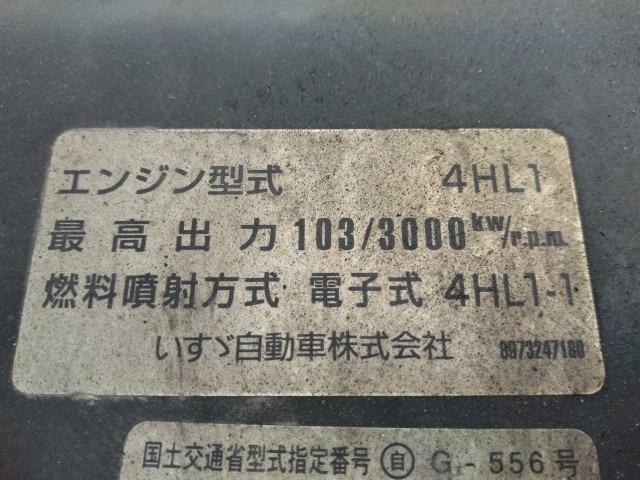 エンジン型式 4HL1
最高出力 103/3000kw/r.p.m.
燃料噴射方式 電子式 4HL1-1
いすゞ自動車株式会社 8973247180
国土交通省型式指定番号 自 G - 556号